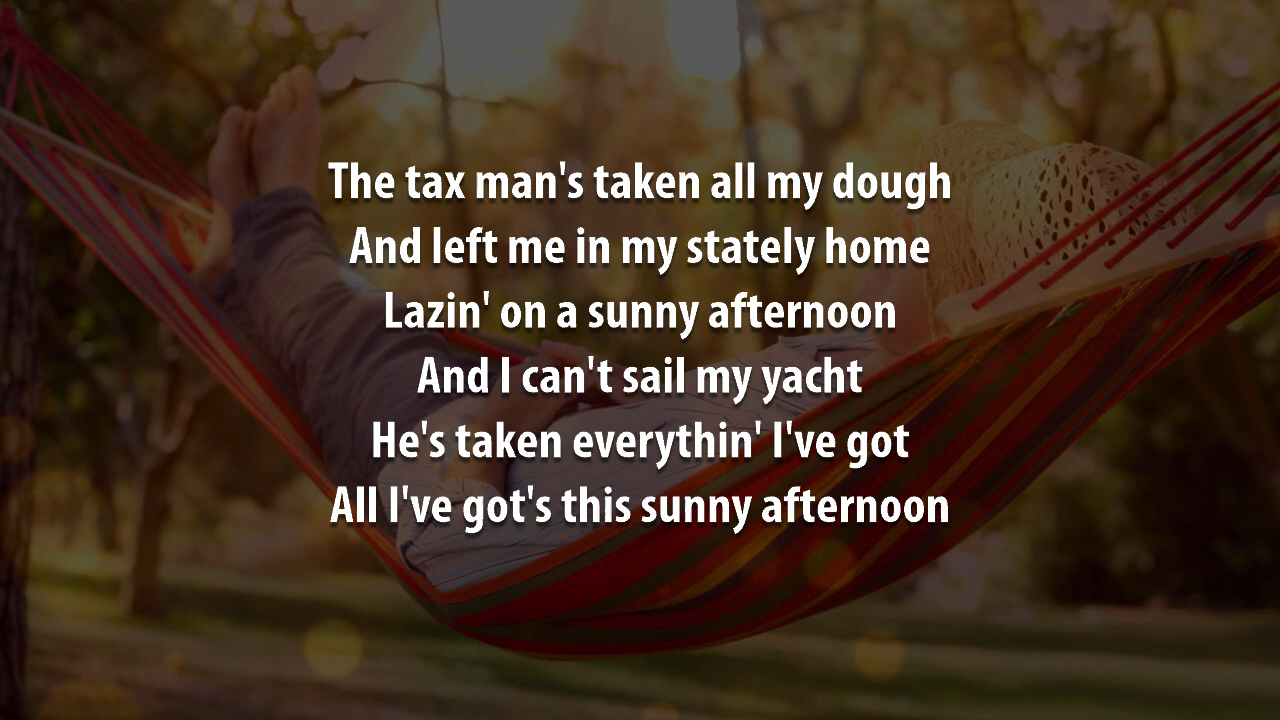 The tax man's taken all my dough
And left me in my stately home
Lazin' on a sunny afternoon
And I can't sail my yacht
He's taken everythin' I've got
All I've got's this sunny afternoon